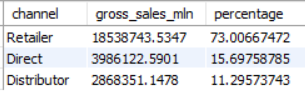 channel gross_sales_mln percentage
Retailer 18538743.5347 73.00667472
Direct 3986122.5901 15.69758785
Distributor 2868351.1478 11.29573743